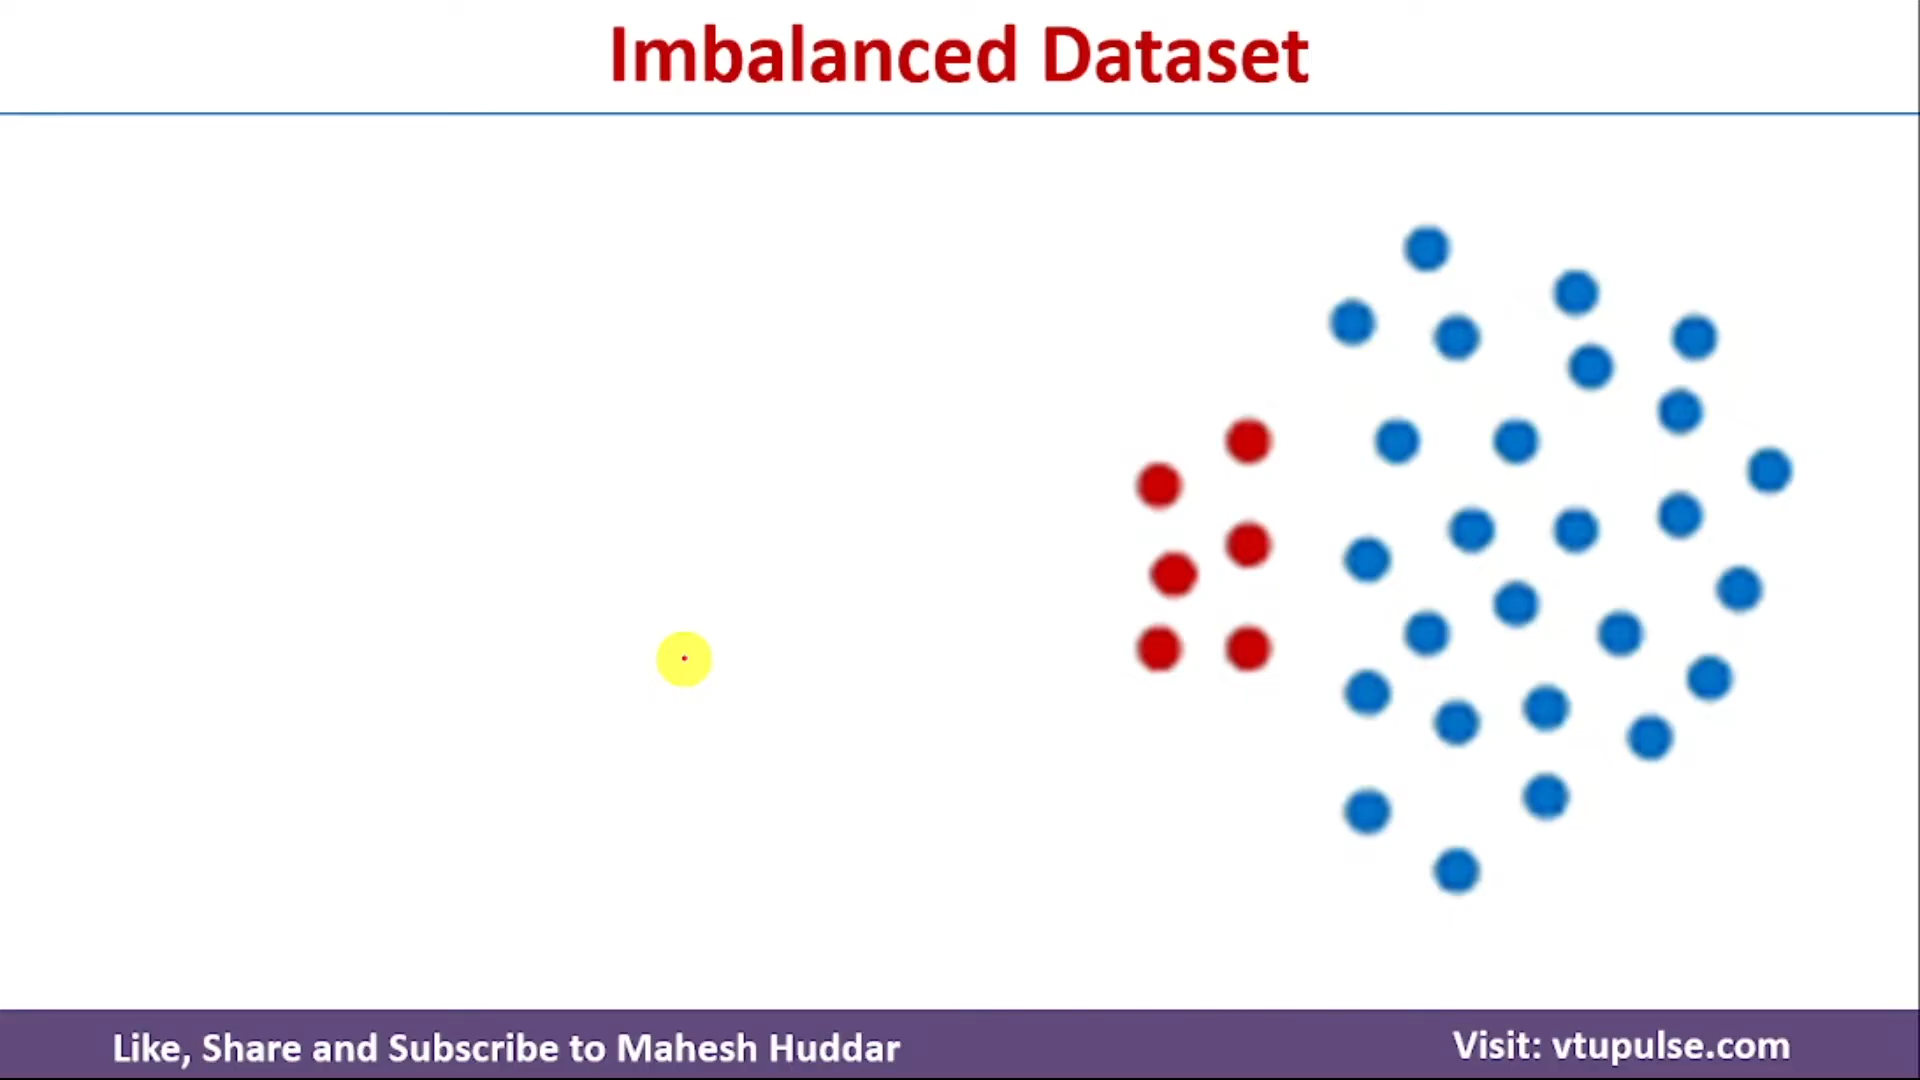 Imbalanced Dataset
Like, Share and Subscribe to Mahesh Huddar
Visit: vtupulse.com